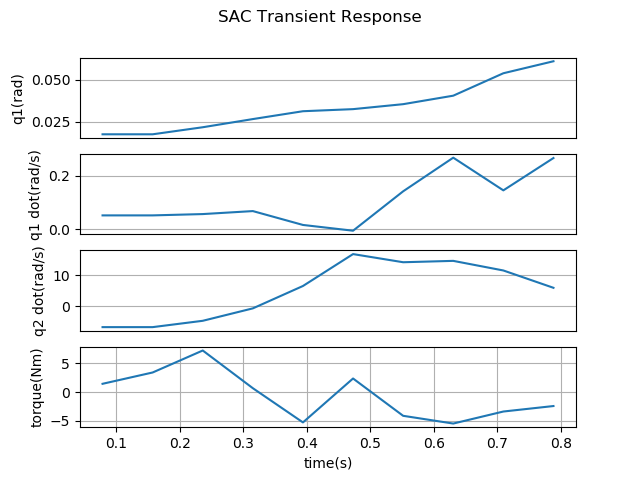 SAC Transient Response
q1(rad)
0.050
0.025
q1 dot(rad/s)
0.2
0.0
q2 dot(rad/s)
10
0
torque(Nm)
5
0
−5
0.1 0.2 0.3 0.4 0.5 0.6 0.7 0.8
time(s)